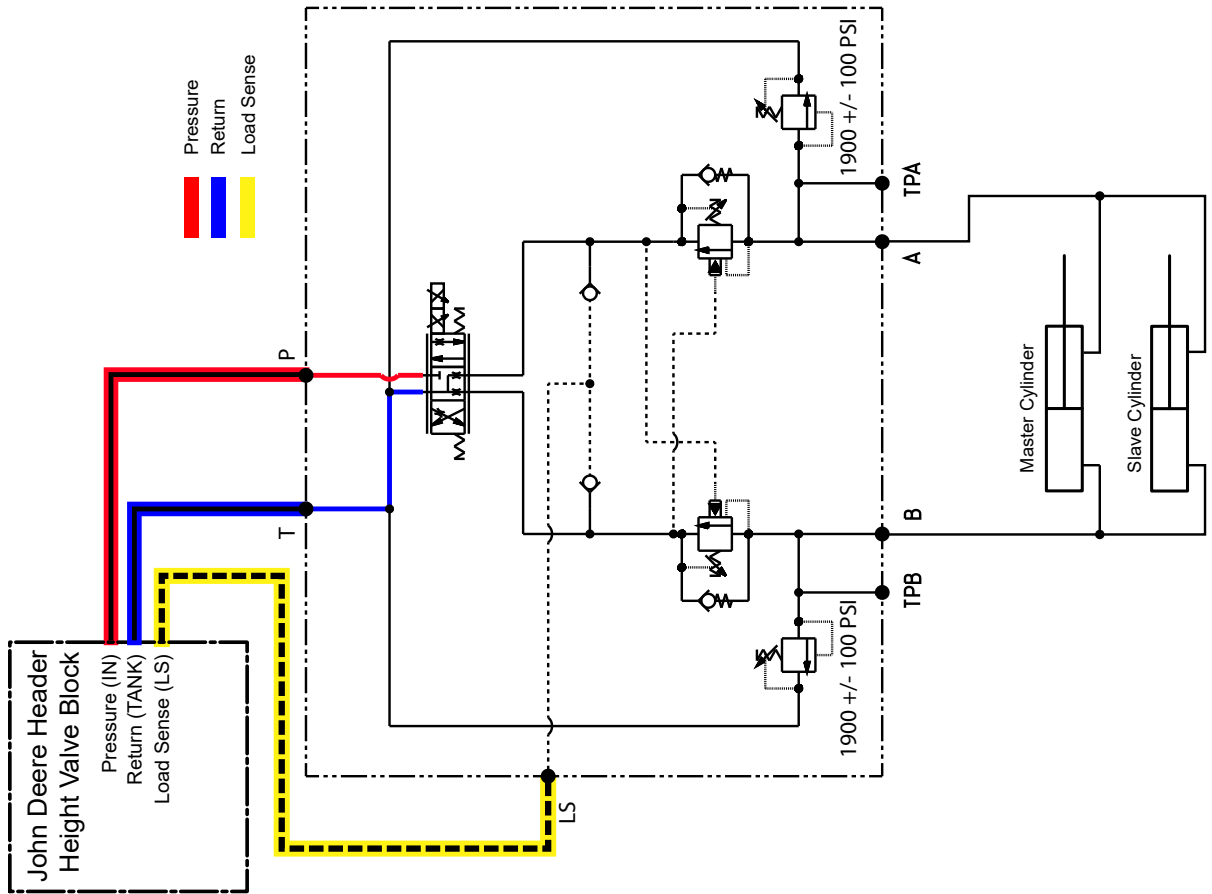 John Deere Header
Height Valve Block
Pressure (IN)
Return (TANK)
Load Sense (LS)
Pressure
Return
Load Sense
T
P
LS
1900 +/- 100 PSI
1900 +/- 100 PSI
TPB
B
A
TPA
Master Cylinder
Slave Cylinder